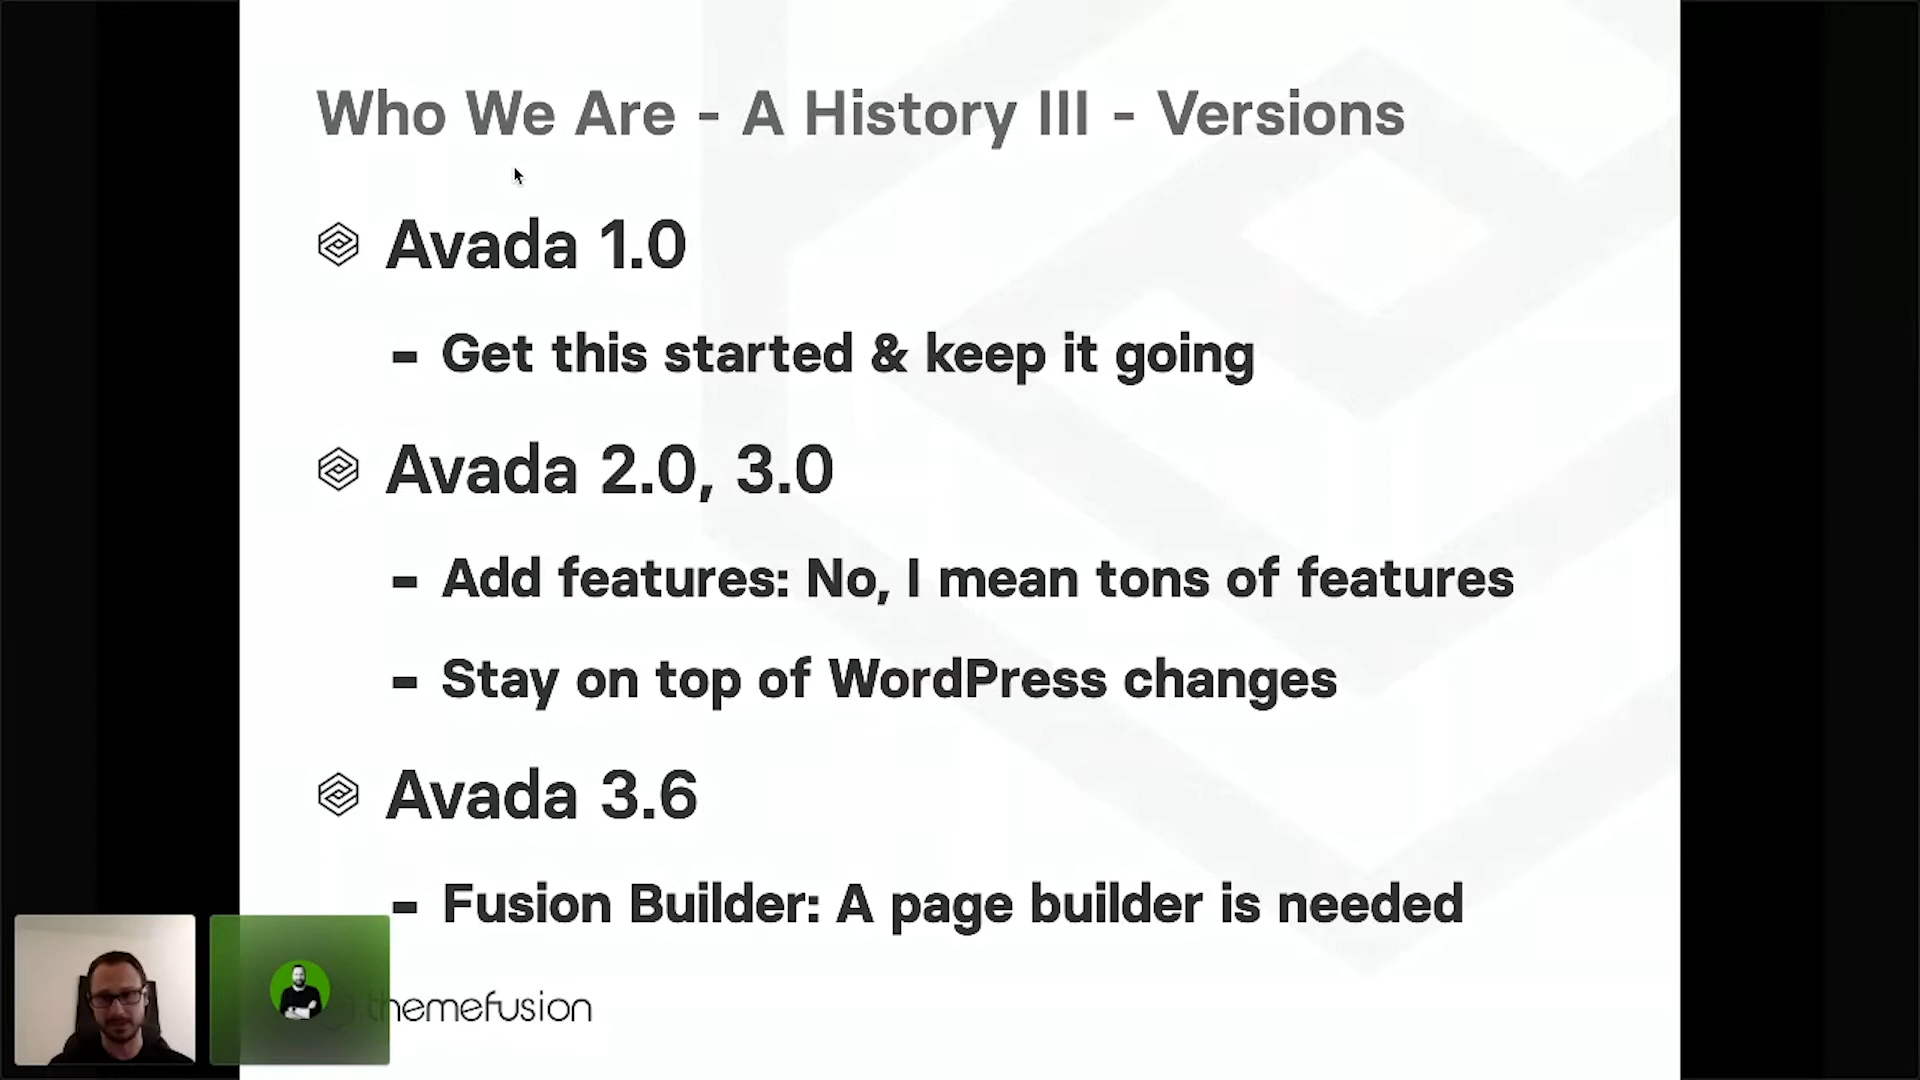 Who We Are - A History III - Versions
Avada 1.0
- Get this started & keep it going
Avada 2.0, 3.0
- Add features: No, I mean tons of features
- Stay on top of WordPress changes
Avada 3.6
- Fusion Builder: A page builder is needed
themefusion